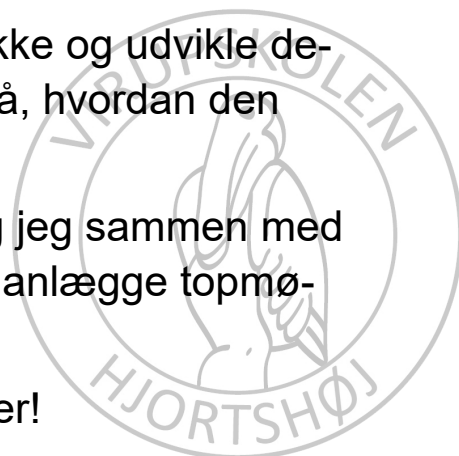 kke og udvikle de-
å, hvordan den
jeg sammen med
anlægge topmø-
er!
VIRUPSKOLEN
HJORTSHØJ